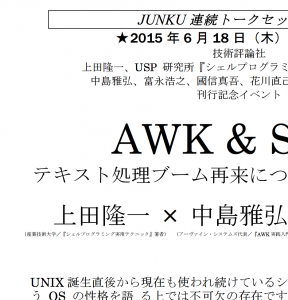 JUNKU 連続トークセッ
★2015 年 6 月 18 日（木）
技術評論社
上田隆一、USP 研究所『シェルプログラミ
中島雅弘、富永浩之、國信真吾、花川直己
刊行記念イベント
AWK & S
テキスト処理ブーム再来につ
上田隆一 × 中島雅弘
（産業技術大学／『シェルプログラミング実用テクニック』著者） （アーヴァイン・システムズ代表／『AWK 実践入門
UNIX 誕生直後から現在も使われ続けているシ
う OS の性格を語 る上では不可欠の存在です